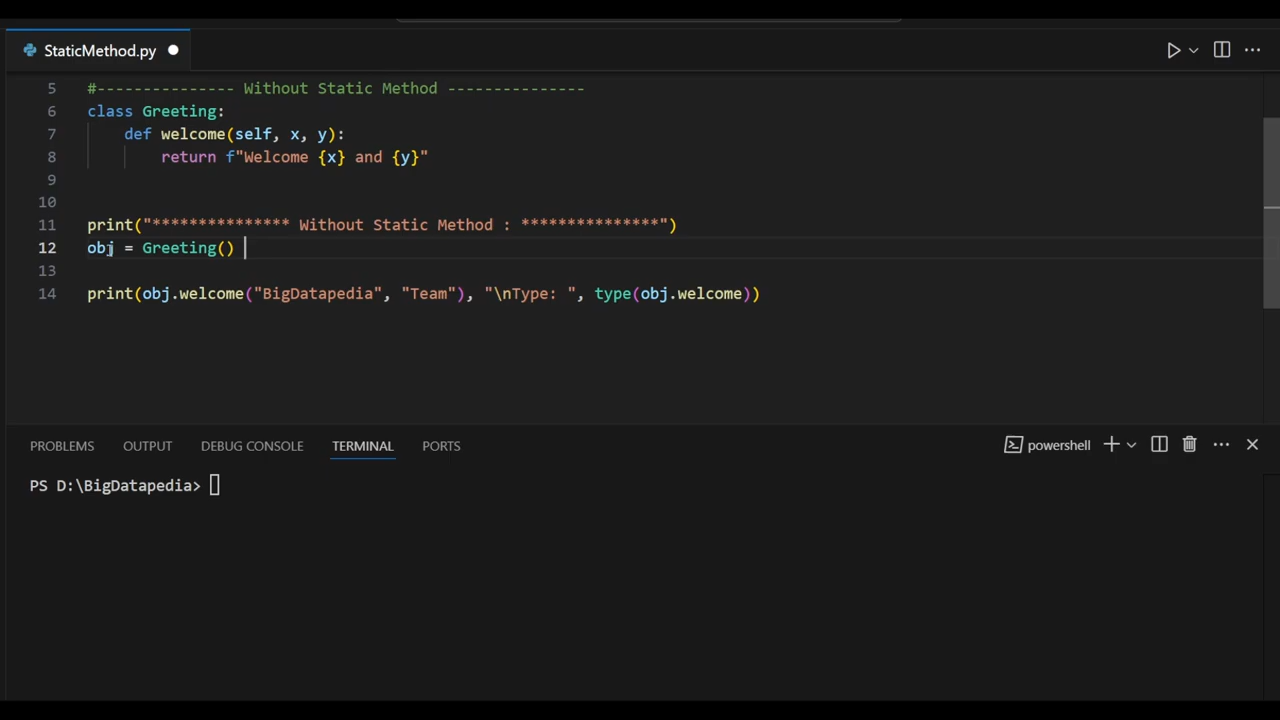 StaticMethod.py
5 #--------------- Without Static Method ---------------
6 class Greeting:
7     def welcome(self, x, y):
8         return f"Welcome {x} and {y}"
9
10
11 print("*************** Without Static Method : ***************")
12 obj = Greeting()
13
14 print(obj.welcome("BigDatapedia", "Team"), "\nType: ", type(obj.welcome))
PROBLEMS OUTPUT DEBUG CONSOLE TERMINAL PORTS powershell
PS D:\BigDatapedia>